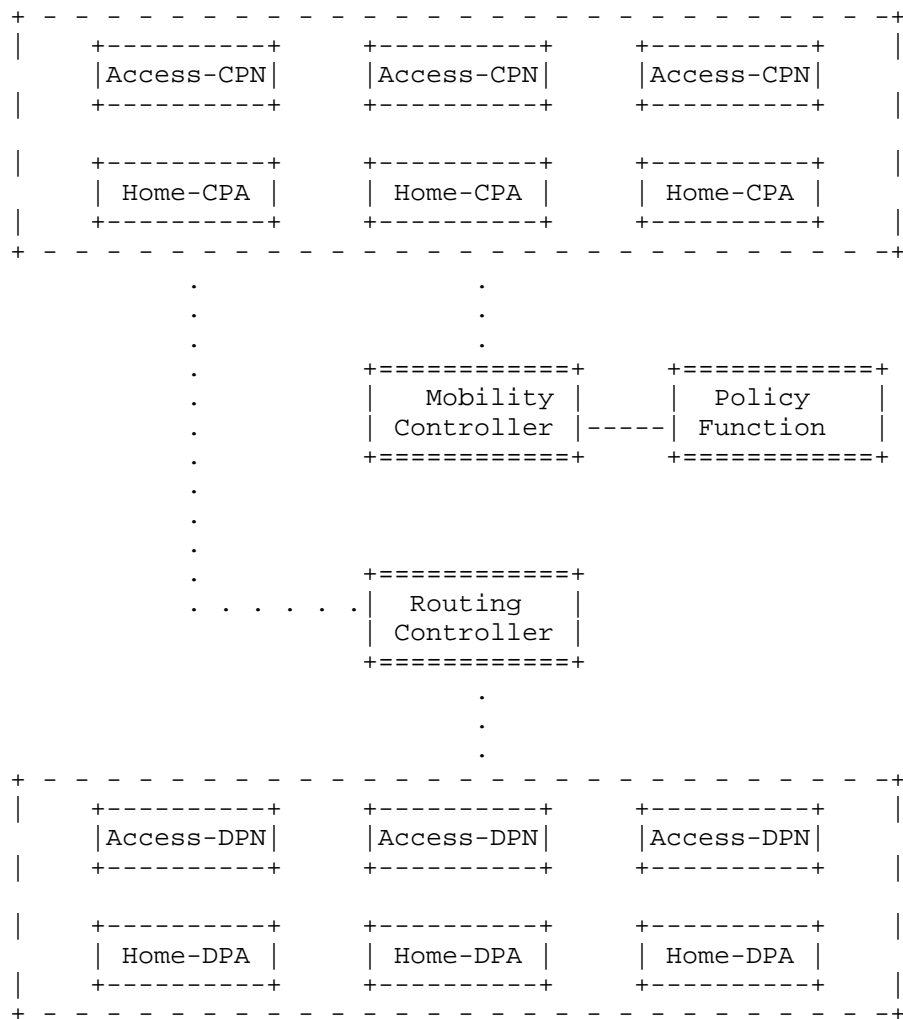 Access-CPN Access-CPN Access-CPN
Home-CPA Home-CPA Home-CPA
Mobility Policy
Controller Function
Routing
Controller
Access-DPN Access-DPN Access-DPN
Home-DPA Home-DPA Home-DPA